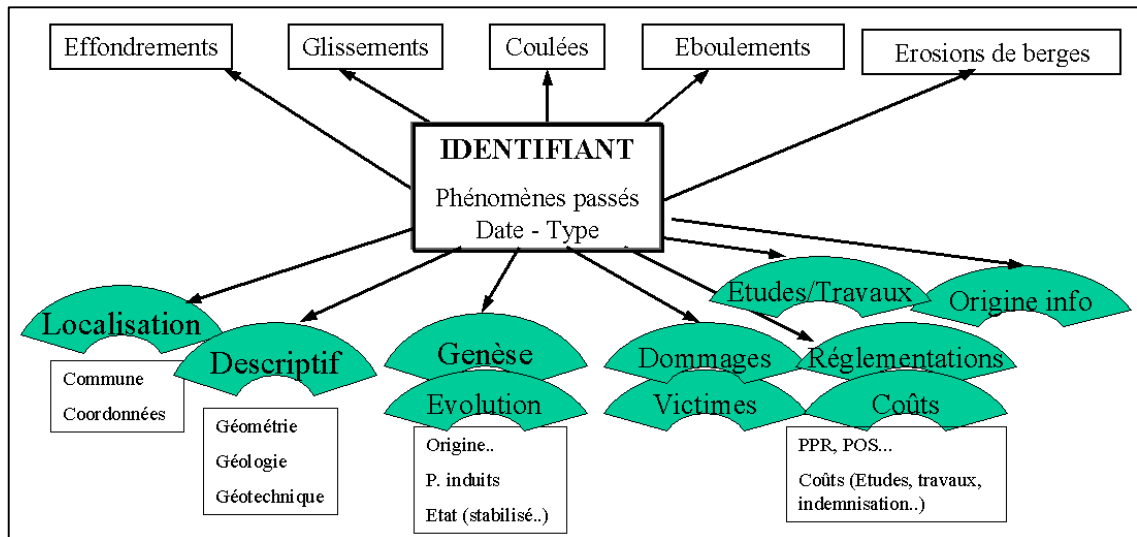 Effondrements
Glissements
Coulées
Eboulements
Erosions de berges
IDENTIFIANT
Phénomènes passés
Date - Type
Etudes/Travaux
Origine info
Localisation
Descriptif
Genèse
Dommages
Réglementations
Evolution
Victimes
Coûts
Commune
Coordonnées
Géométrie
Géologie
Géotechnique
Origine..
P. induits
Etat (stabilisé..)
PPR, POS...
Coûts (Etudes, travaux,
indemnisation..)